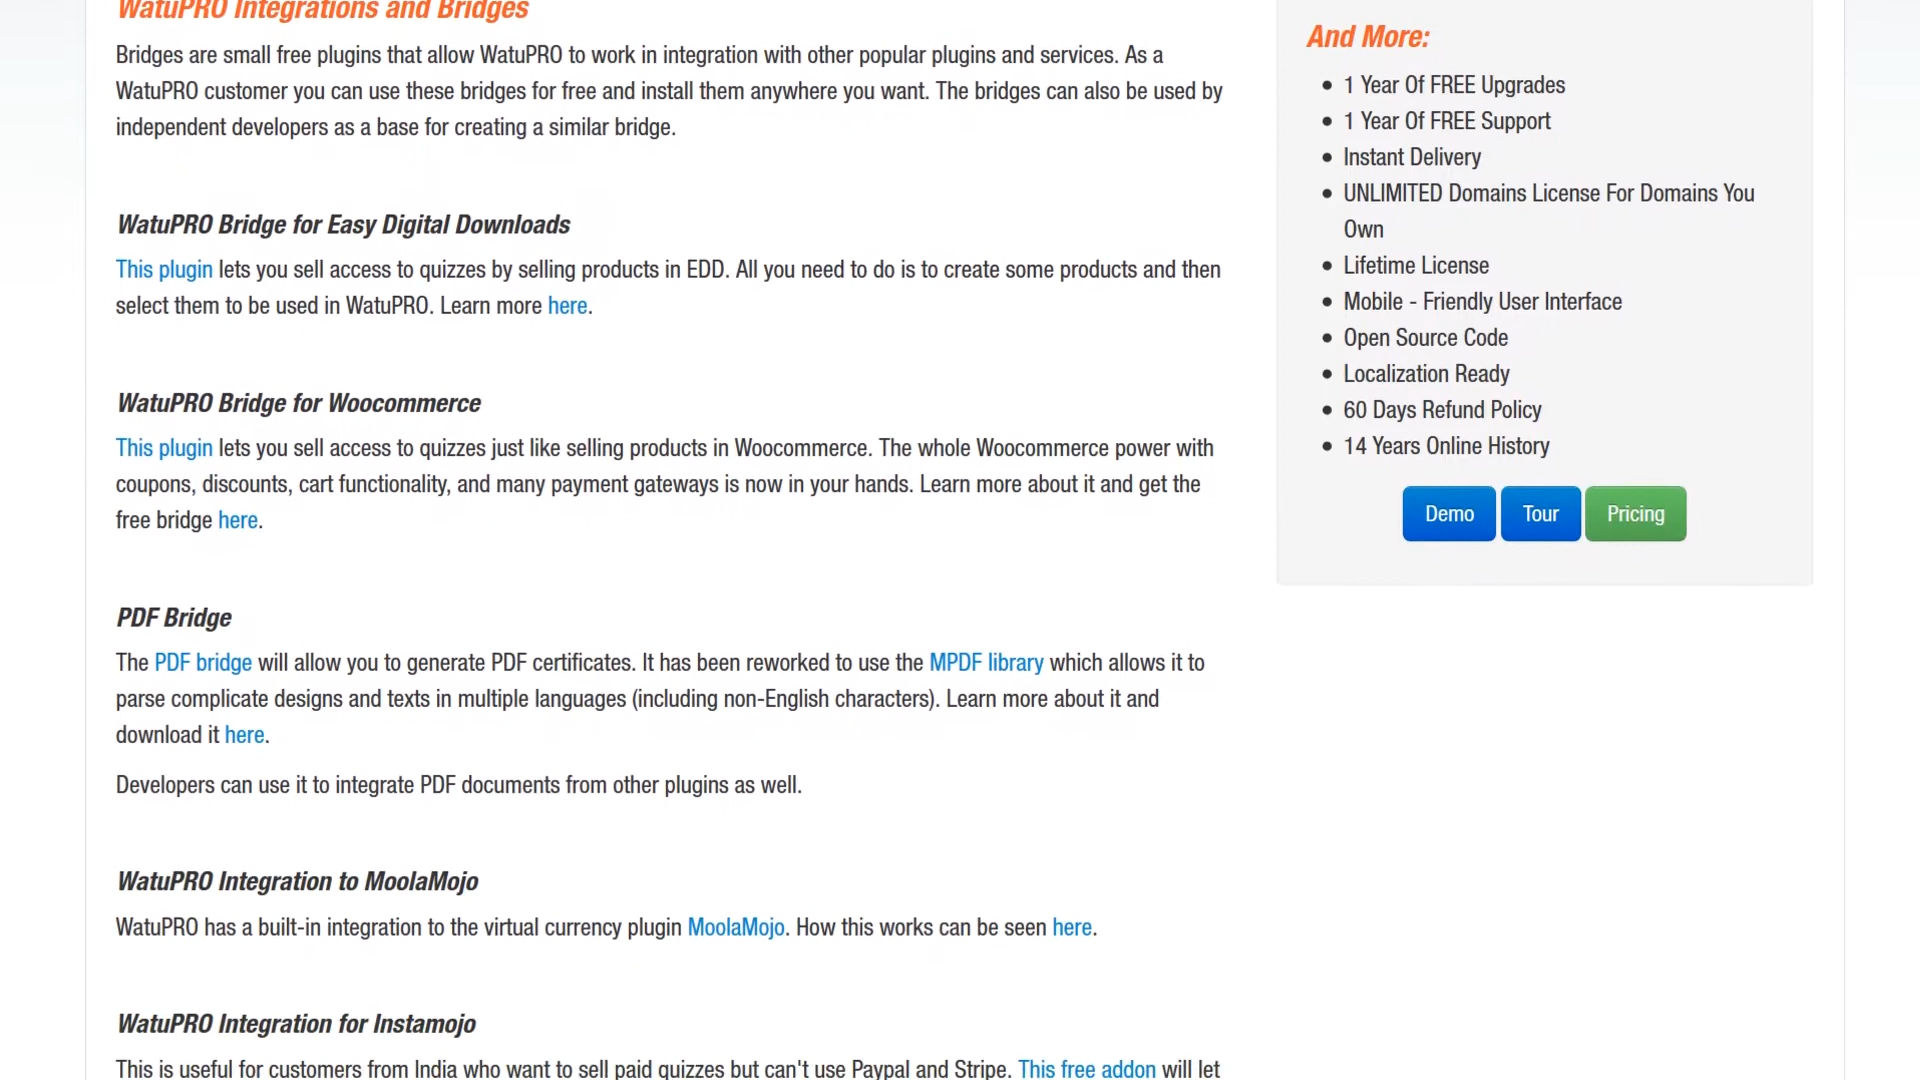 WatuPRO Integrations and Bridges
Bridges are small free plugins that allow WatuPRO to work in integration with other popular plugins and services. As a
WatuPRO customer you can use these bridges for free and install them anywhere you want. The bridges can also be used by
independent developers as a base for creating a similar bridge.
WatuPRO Bridge for Easy Digital Downloads
This plugin lets you sell access to quizzes by selling products in EDD. All you need to do is to create some products and then
select them to be used in WatuPRO. Learn more here.
WatuPRO Bridge for Woocommerce
This plugin lets you sell access to quizzes just like selling products in Woocommerce. The whole Woocommerce power with
coupons, discounts, cart functionality, and many payment gateways is now in your hands. Learn more about it and get the
free bridge here.
PDF Bridge
The PDF bridge will allow you to generate PDF certificates. It has been reworked to use the MPDF library which allows it to
parse complicate designs and texts in multiple languages (including non-English characters). Learn more about it and
download it here.
Developers can use it to integrate PDF documents from other plugins as well.
WatuPRO Integration to MoolaMojo
WatuPRO has a built-in integration to the virtual currency plugin MoolaMojo. How this works can be seen here.
WatuPRO Integration for Instamojo
This is useful for customers from India who want to sell paid quizzes but can't use Paypal and Stripe. This free addon will let
And More:
1 Year Of FREE Upgrades
1 Year Of FREE Support
Instant Delivery
UNLIMITED Domains License For Domains You
Own
Lifetime License
Mobile - Friendly User Interface
Open Source Code
Localization Ready
60 Days Refund Policy
14 Years Online History
Demo Tour Pricing